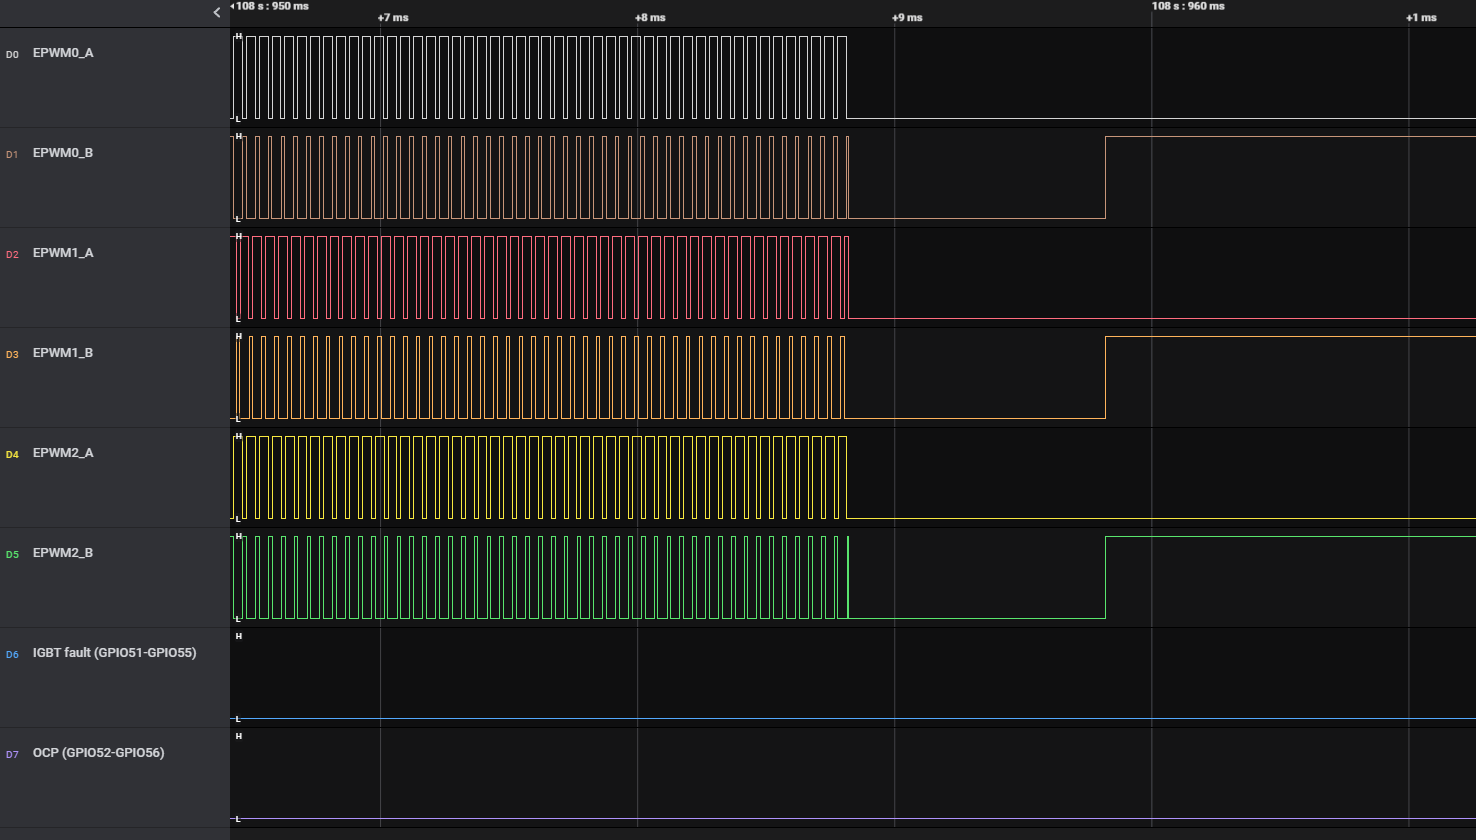 108 s : 950 ms
108 s : 960 ms
+7 ms
+8 ms
+9 ms
+1 ms
D0 EPWM0_A
H
L
D1 EPWM0_B
H
L
D2 EPWM1_A
H
L
D3 EPWM1_B
H
L
D4 EPWM2_A
H
L
D5 EPWM2_B
H
L
D6 IGBT fault (GPIO51-GPIO55)
H
L
D7 OCP (GPIO52-GPIO56)
H
L